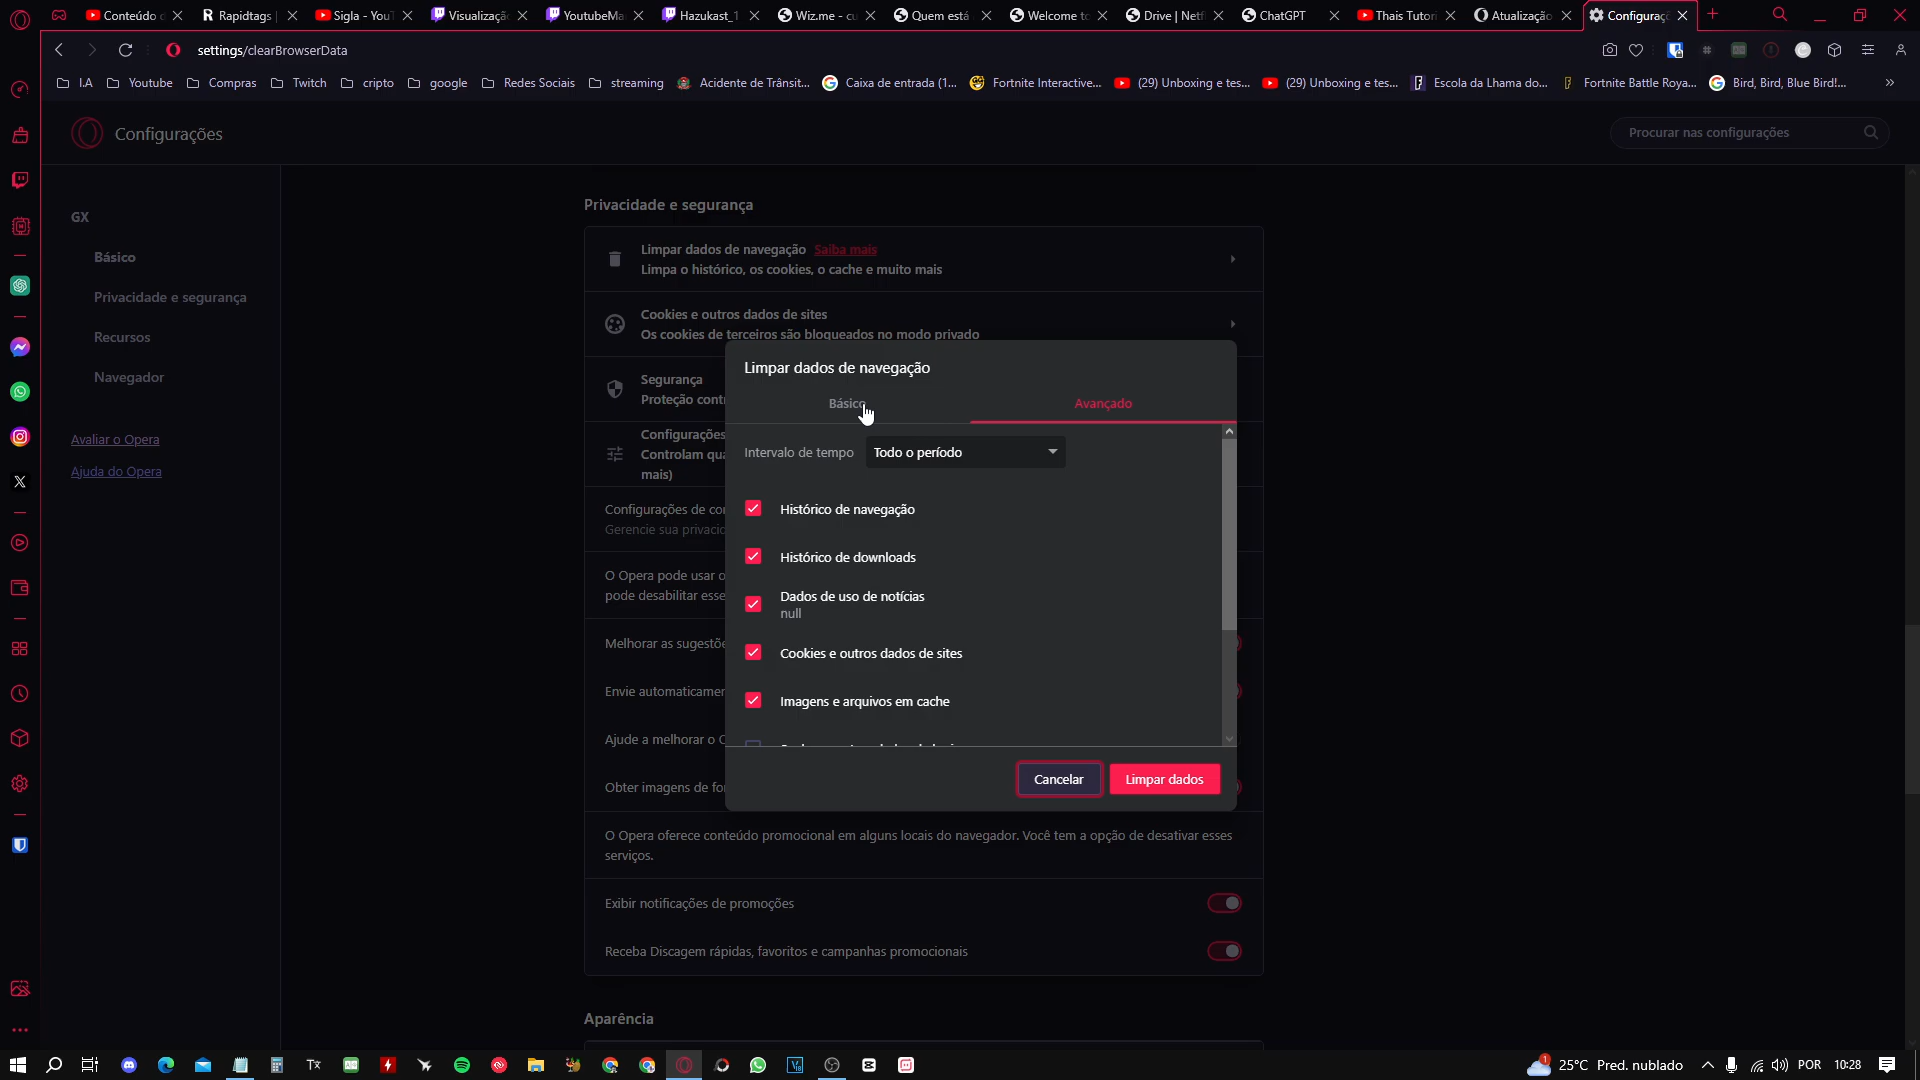 Conteúdo
Rapidtags
Sigla - You
Visualizaçã
YoutubeMa
Hazukast_1
Wiz.me - cu
Quem está
Welcome to
Drive | Netf
ChatGPT
Thais Tutori
Atualização
Configuraç
settings/clearBrowserData
I.A
Youtube
Compras
Twitch
cripto
google
Redes Sociais
streaming
Acidente de Trânsit...
Caixa de entrada (1...
Fortnite Interactive...
(29) Unboxing e tes...
(29) Unboxing e tes...
Escola da Lhama do...
Fortnite Battle Roya...
Bird, Bird, Blue Bird!...
»
Configurações
Procurar nas configurações
GX
Básico
Privacidade e segurança
Recursos
Navegador
Avaliar o Opera
Ajuda do Opera
Privacidade e segurança
Limpar dados de navegação Saiba mais
Limpa o histórico, os cookies, o cache e muito mais
Cookies e outros dados de sites
Os cookies de terceiros são bloqueados no modo privado
Segurança
Proteção cont
Configurações
Controlam qua
mais)
Configurações de co
Gerencie sua privacid
O Opera pode usar o
pode desabilitar esse
Melhorar as sugestõe
Envie automaticamen
Ajude a melhorar o O
Obter imagens de for
Limpar dados de navegação
Básico
Avançado
Intervalo de tempo
Todo o período
Histórico de navegação
Histórico de downloads
Dados de uso de notícias
null
Cookies e outros dados de sites
Imagens e arquivos em cache
Cancelar
Limpar dados
O Opera oferece conteúdo promocional em alguns locais do navegador. Você tem a opção de desativar esses
serviços.
Exibir notificações de promoções
Receba Discagem rápidas, favoritos e campanhas promocionais
Aparência
1
25°C Pred. nublado
POR
10:28